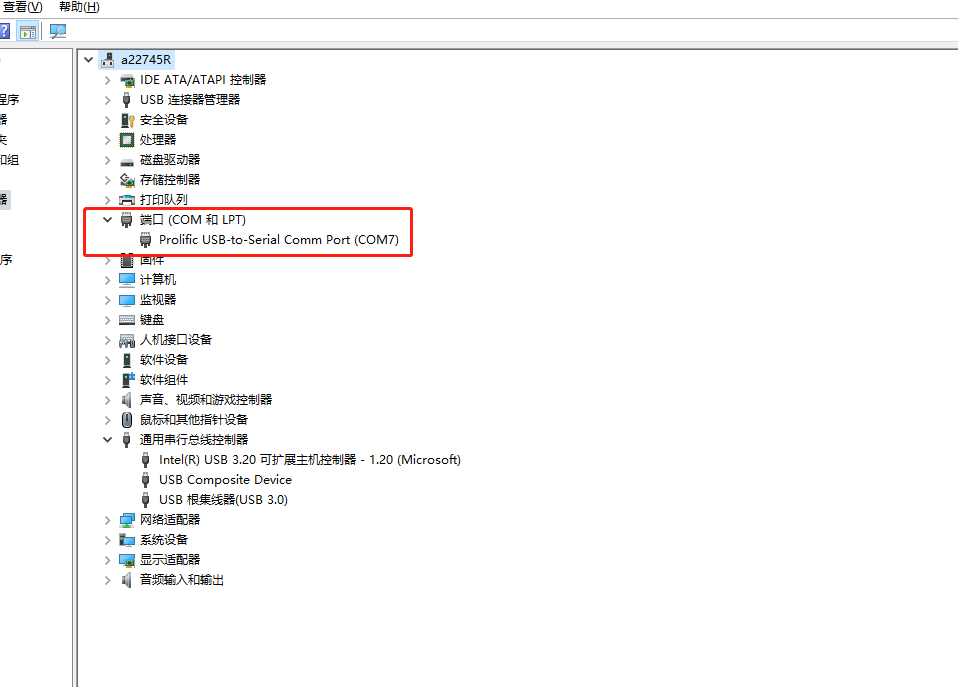 查看(V) 帮助(H)
a22745R
IDE ATA/ATAPI 控制器
USB 连接器管理器
程序
安全设备
器
处理器
夹
磁盘驱动器
和组
存储控制器
打印队列
器
端口 (COM 和 LPT)
Prolific USB-to-Serial Comm Port (COM7)
固件
序
计算机
监视器
键盘
人机接口设备
软件设备
软件组件
声音、视频和游戏控制器
鼠标和其他指针设备
通用串行总线控制器
Intel(R) USB 3.20 可扩展主机控制器 - 1.20 (Microsoft)
USB Composite Device
USB 根集线器(USB 3.0)
网络适配器
系统设备
显示适配器
音频输入和输出